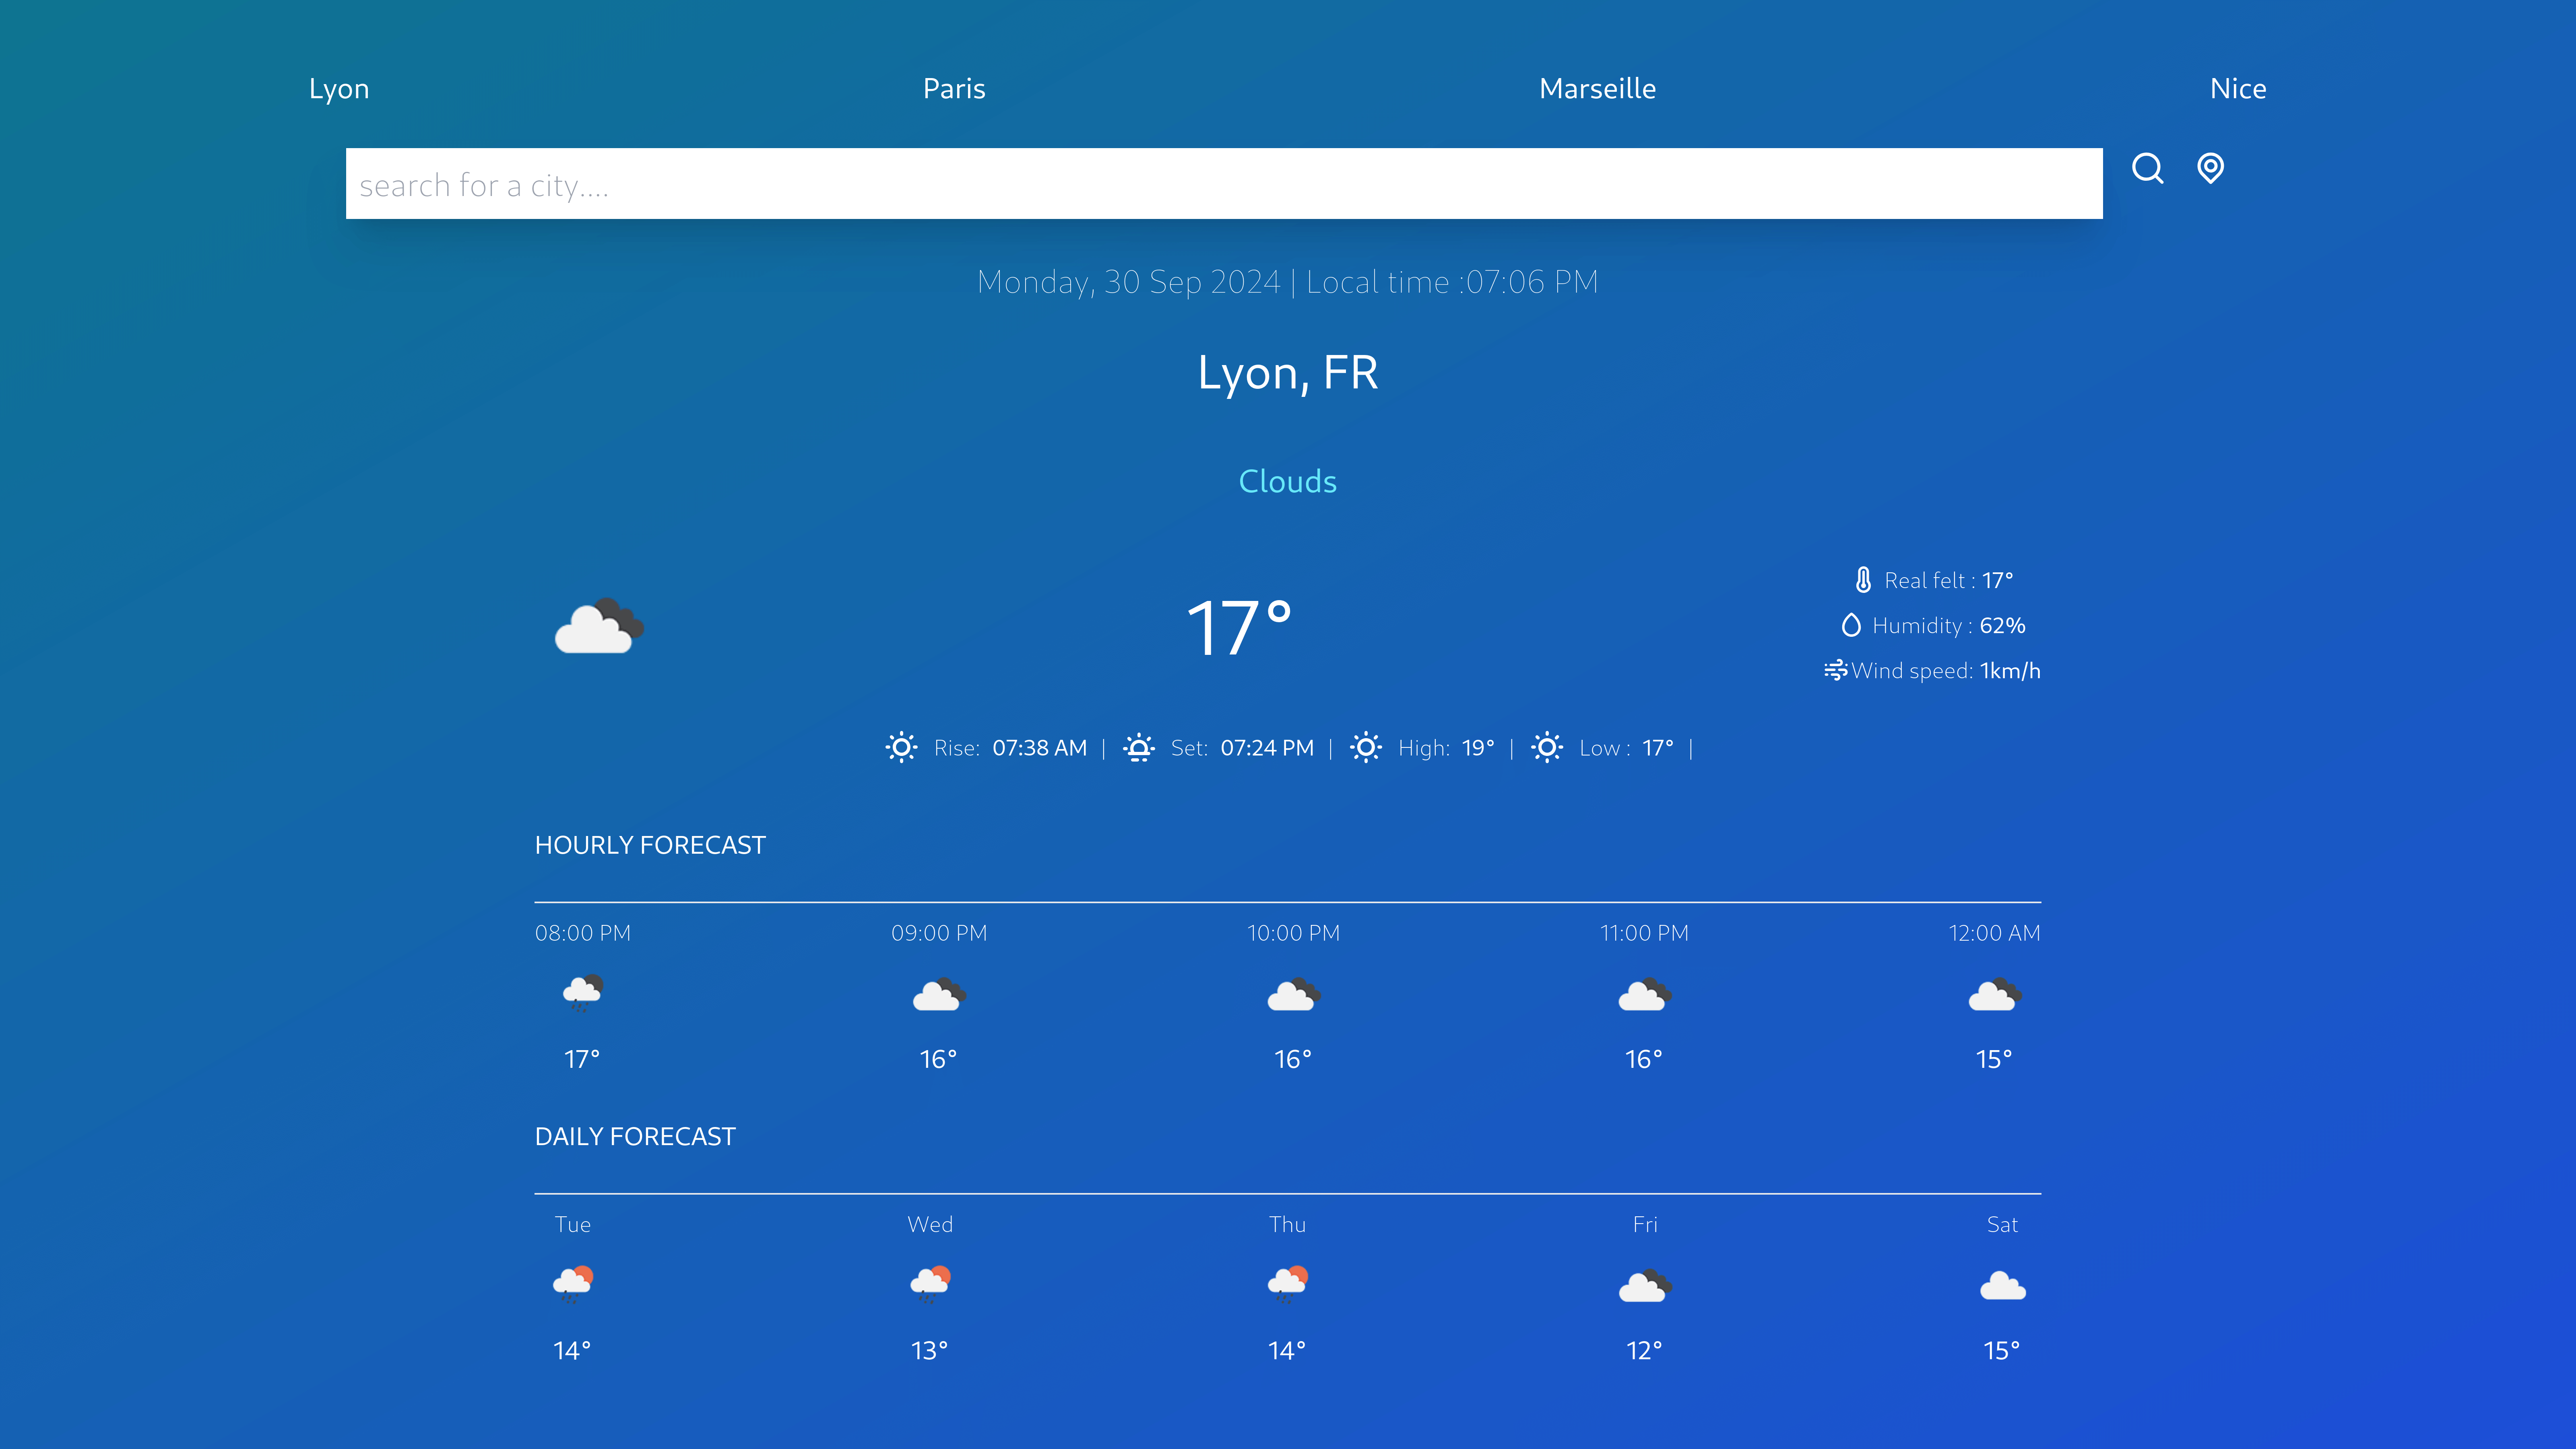 Lyon Paris Marseille Nice
search for a city....
Monday, 30 Sep 2024 | Local time :07:06 PM
Lyon, FR
Clouds
17°
Real felt : 17°
Humidity : 62%
Wind speed: 1km/h
Rise: 07:38 AM | Set: 07:24 PM | High: 19° | Low : 17° |
HOURLY FORECAST
08:00 PM 09:00 PM 10:00 PM 11:00 PM 12:00 AM
17° 16° 16° 16° 15°
DAILY FORECAST
Tue Wed Thu Fri Sat
14° 13° 14° 12° 15°